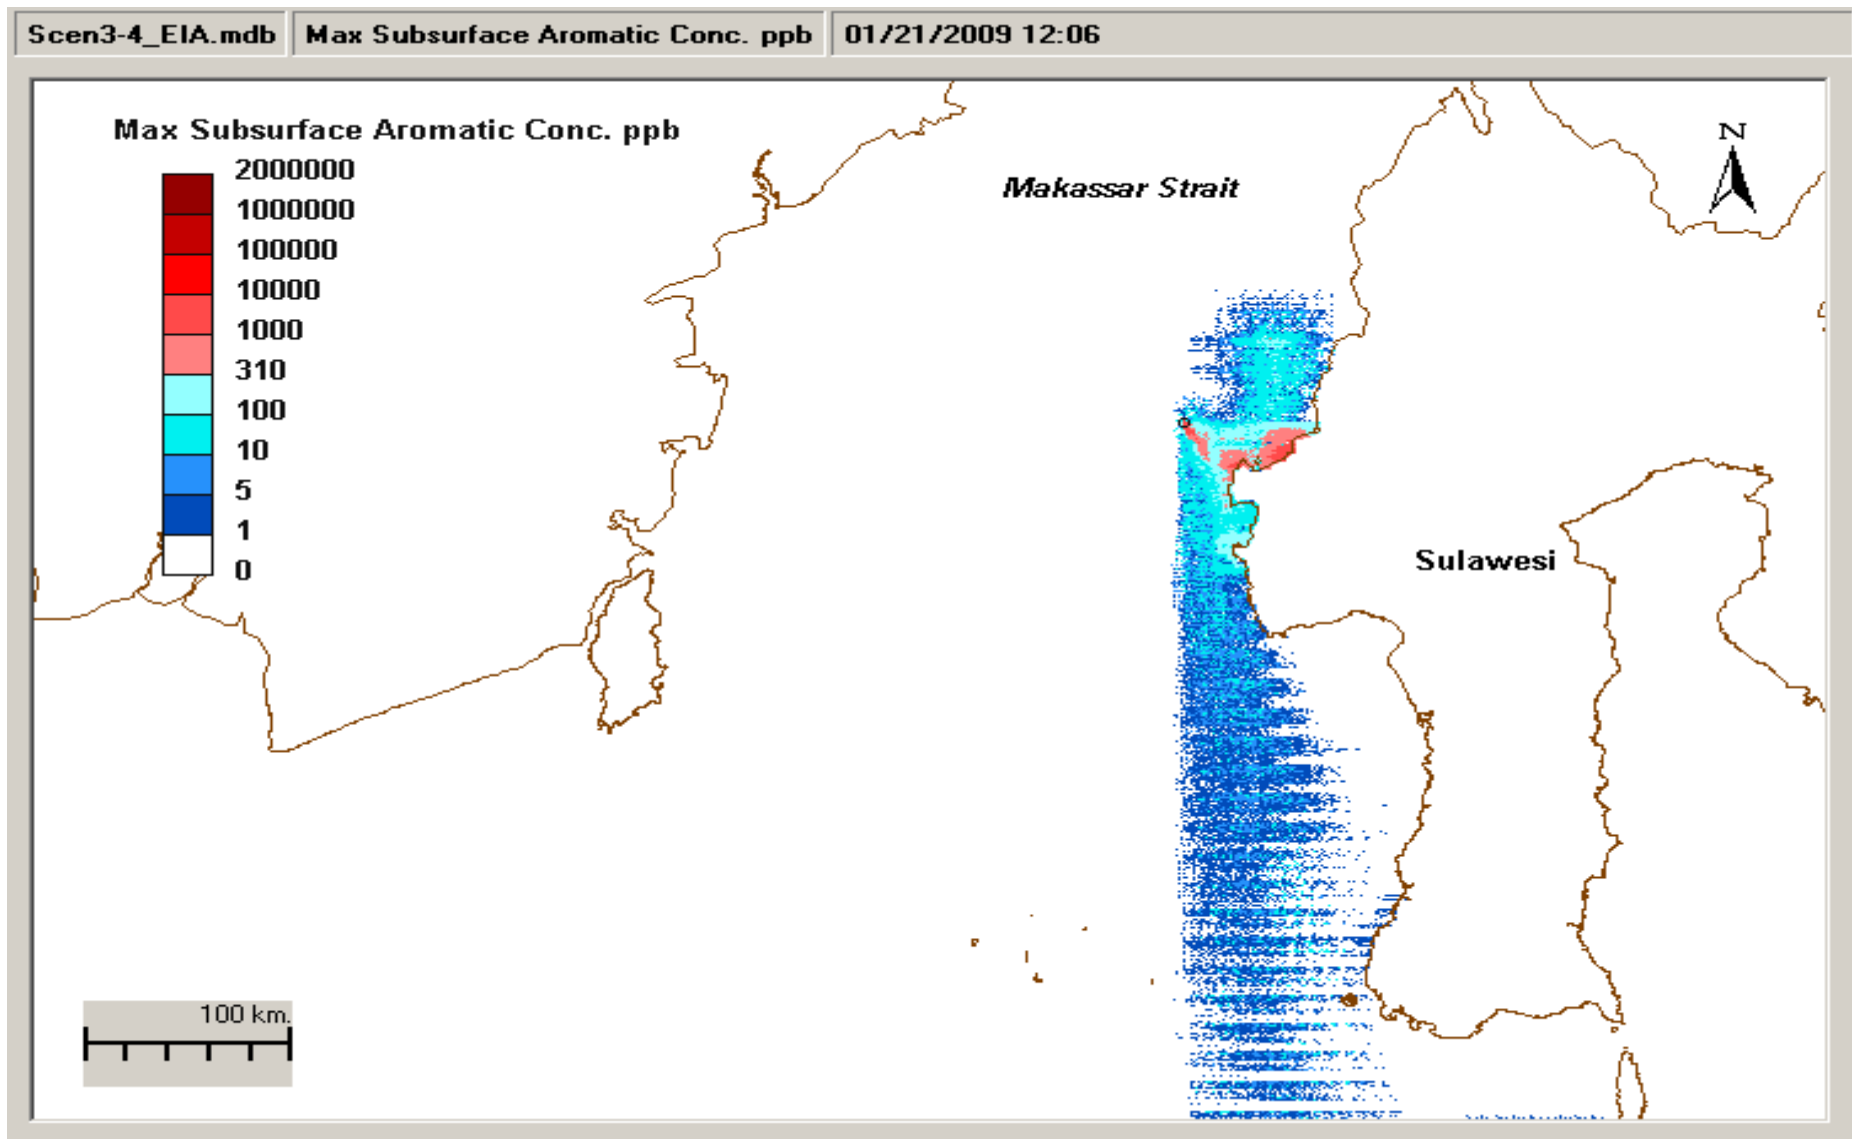 Scen3-4_EIA.mdb Max Subsurface Aromatic Conc. ppb 01/21/2009 12:06
Max Subsurface Aromatic Conc. ppb
2000000
1000000
100000
10000
1000
310
100
10
5
1
0
Makassar Strait
N
Sulawesi
100 km.